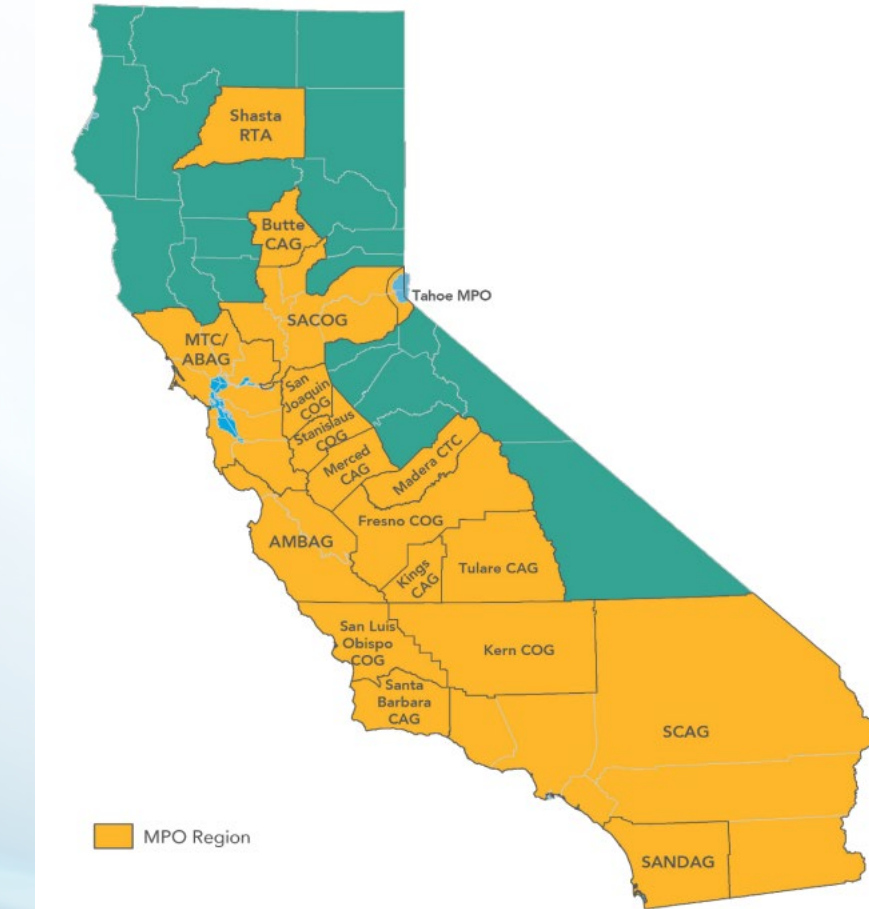 Shasta
RTA
Butte
CAG
Tahoe MPO
SACOG
MTC/
ABAG
San
Joaquin
COG
Stanislaus
COG
Merced
CAG
Madera CTC
Fresno COG
AMBAG
Kings
CAG
Tulare CAG
San Luis
Obispo
COG
Kern COG
Santa
Barbara
CAG
SCAG
MPO Region
SANDAG